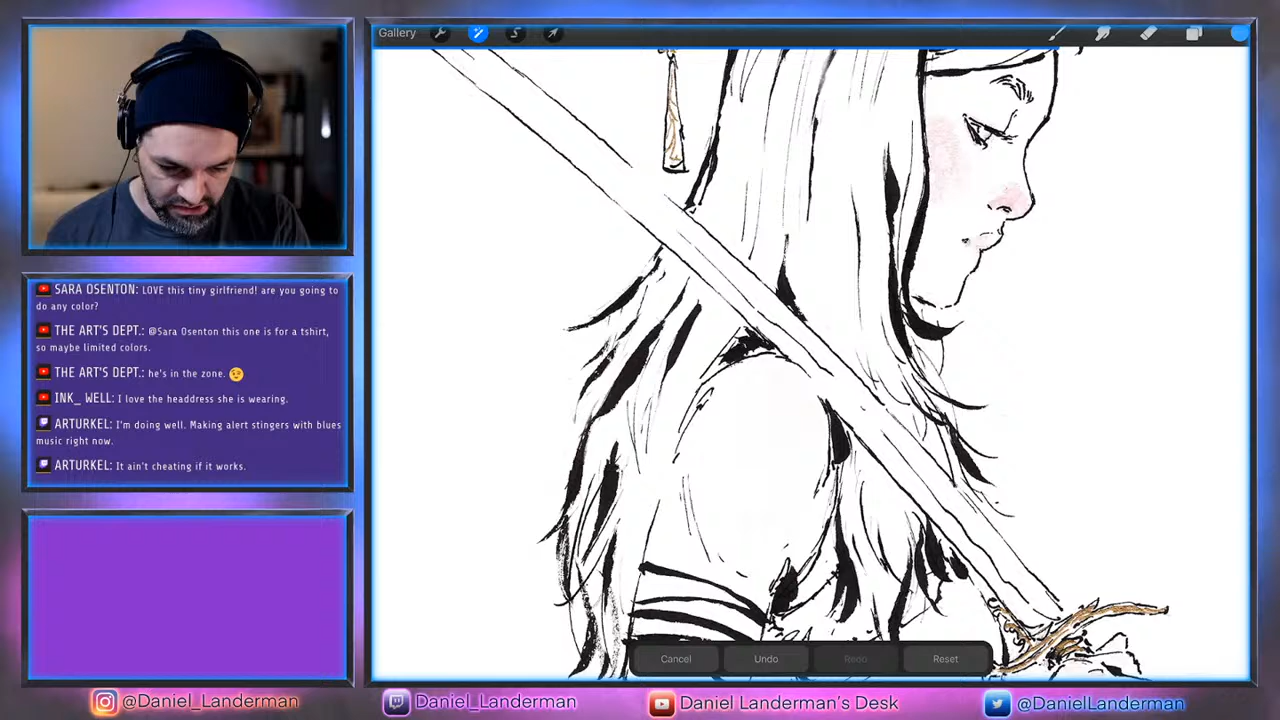 Gallery
SARA OSENTON: LOVE this tiny girlfriend! are you going
to do any color?
THE ART'S DEPT.: @Sara Osenton this one is for a tshirt,
so maybe limited colors.
THE ART'S DEPT.: he's in the zone.
INK_ WELL: I love the headdress she is wearing.
ARTURKEL: I'm doing well. Making alert stingers with blues
music right now.
ARTURKEL: It ain't cheating if it works.
Cancel Undo Redo Reset
@Daniel_Landerman Daniel_Landerman Daniel Landerman's Desk @DanielLanderman